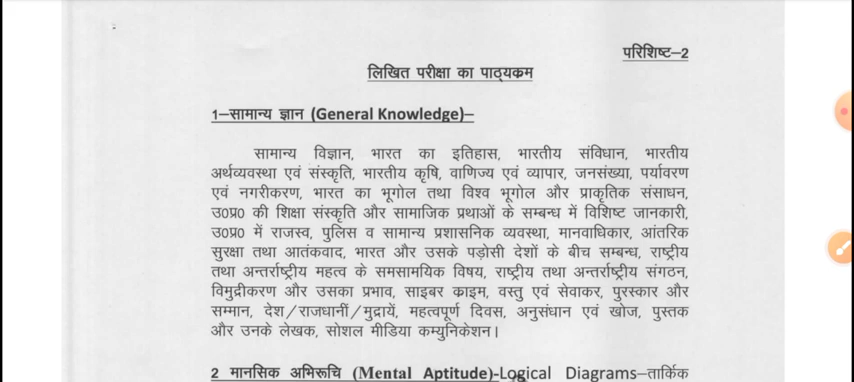 परिशिष्ट–2
लिखित परीक्षा का पाठ्यक्रम
1–सामान्य ज्ञान (General Knowledge)–
सामान्य विज्ञान, भारत का इतिहास, भारतीय संविधान, भारतीय
अर्थव्यवस्था एवं संस्कृति, भारतीय कृषि, वाणिज्य एवं व्यापार, जनसंख्या, पर्यावरण
एवं नगरीकरण, भारत का भूगोल तथा विश्व भूगोल और प्राकृतिक संसाधन,
उ0प्र0 की शिक्षा संस्कृति और सामाजिक प्रथाओं के सम्बन्ध में विशिष्ट जानकारी,
उ0प्र0 में राजस्व, पुलिस व सामान्य प्रशासनिक व्यवस्था, मानवाधिकार, आंतरिक
सुरक्षा तथा आतंकवाद, भारत और उसके पड़ोसी देशों के बीच सम्बन्ध, राष्ट्रीय
तथा अन्तर्राष्ट्रीय महत्व के समसामयिक विषय, राष्ट्रीय तथा अन्तर्राष्ट्रीय संगठन,
विमुद्रीकरण और उसका प्रभाव, साइबर क्राइम, वस्तु एवं सेवाकर, पुरस्कार और
सम्मान, देश/राजधानीं/मुद्रायें, महत्वपूर्ण दिवस, अनुसंधान एवं खोज, पुस्तक
और उनके लेखक, सोशल मीडिया कम्युनिकेशन।
2 मानसिक अभिरूचि (Mental Aptitude)-Logical Diagrams–तार्किक